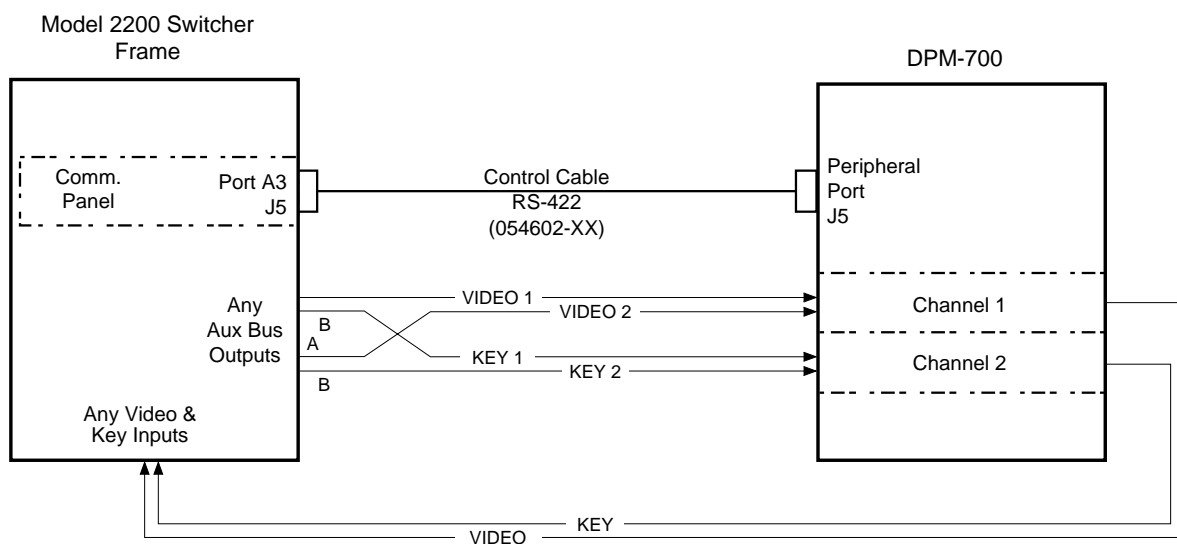 Model 2200 Switcher
Frame
DPM-700
Comm.
Panel
Port A3
J5
Control Cable
RS-422
(054602-XX)
Peripheral
Port
J5
Any
Aux Bus
Outputs
VIDEO 1
B
VIDEO 2
A
KEY 1
B
KEY 2
Channel 1
Channel 2
Any Video &
Key Inputs
KEY
VIDEO